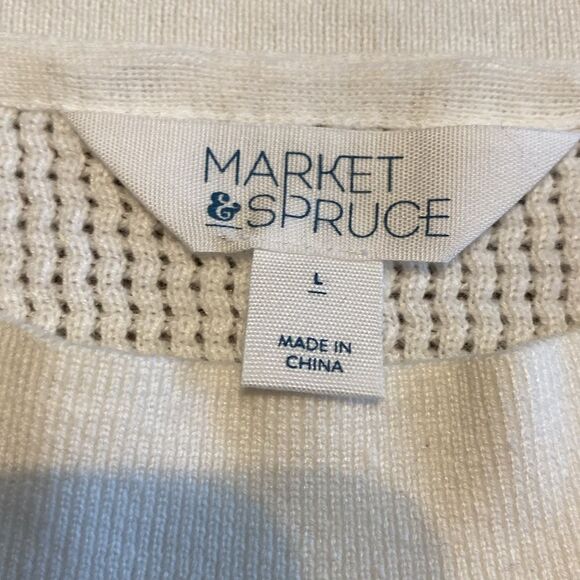 MARKET
& SPRUCE
L
MADE IN
CHINA